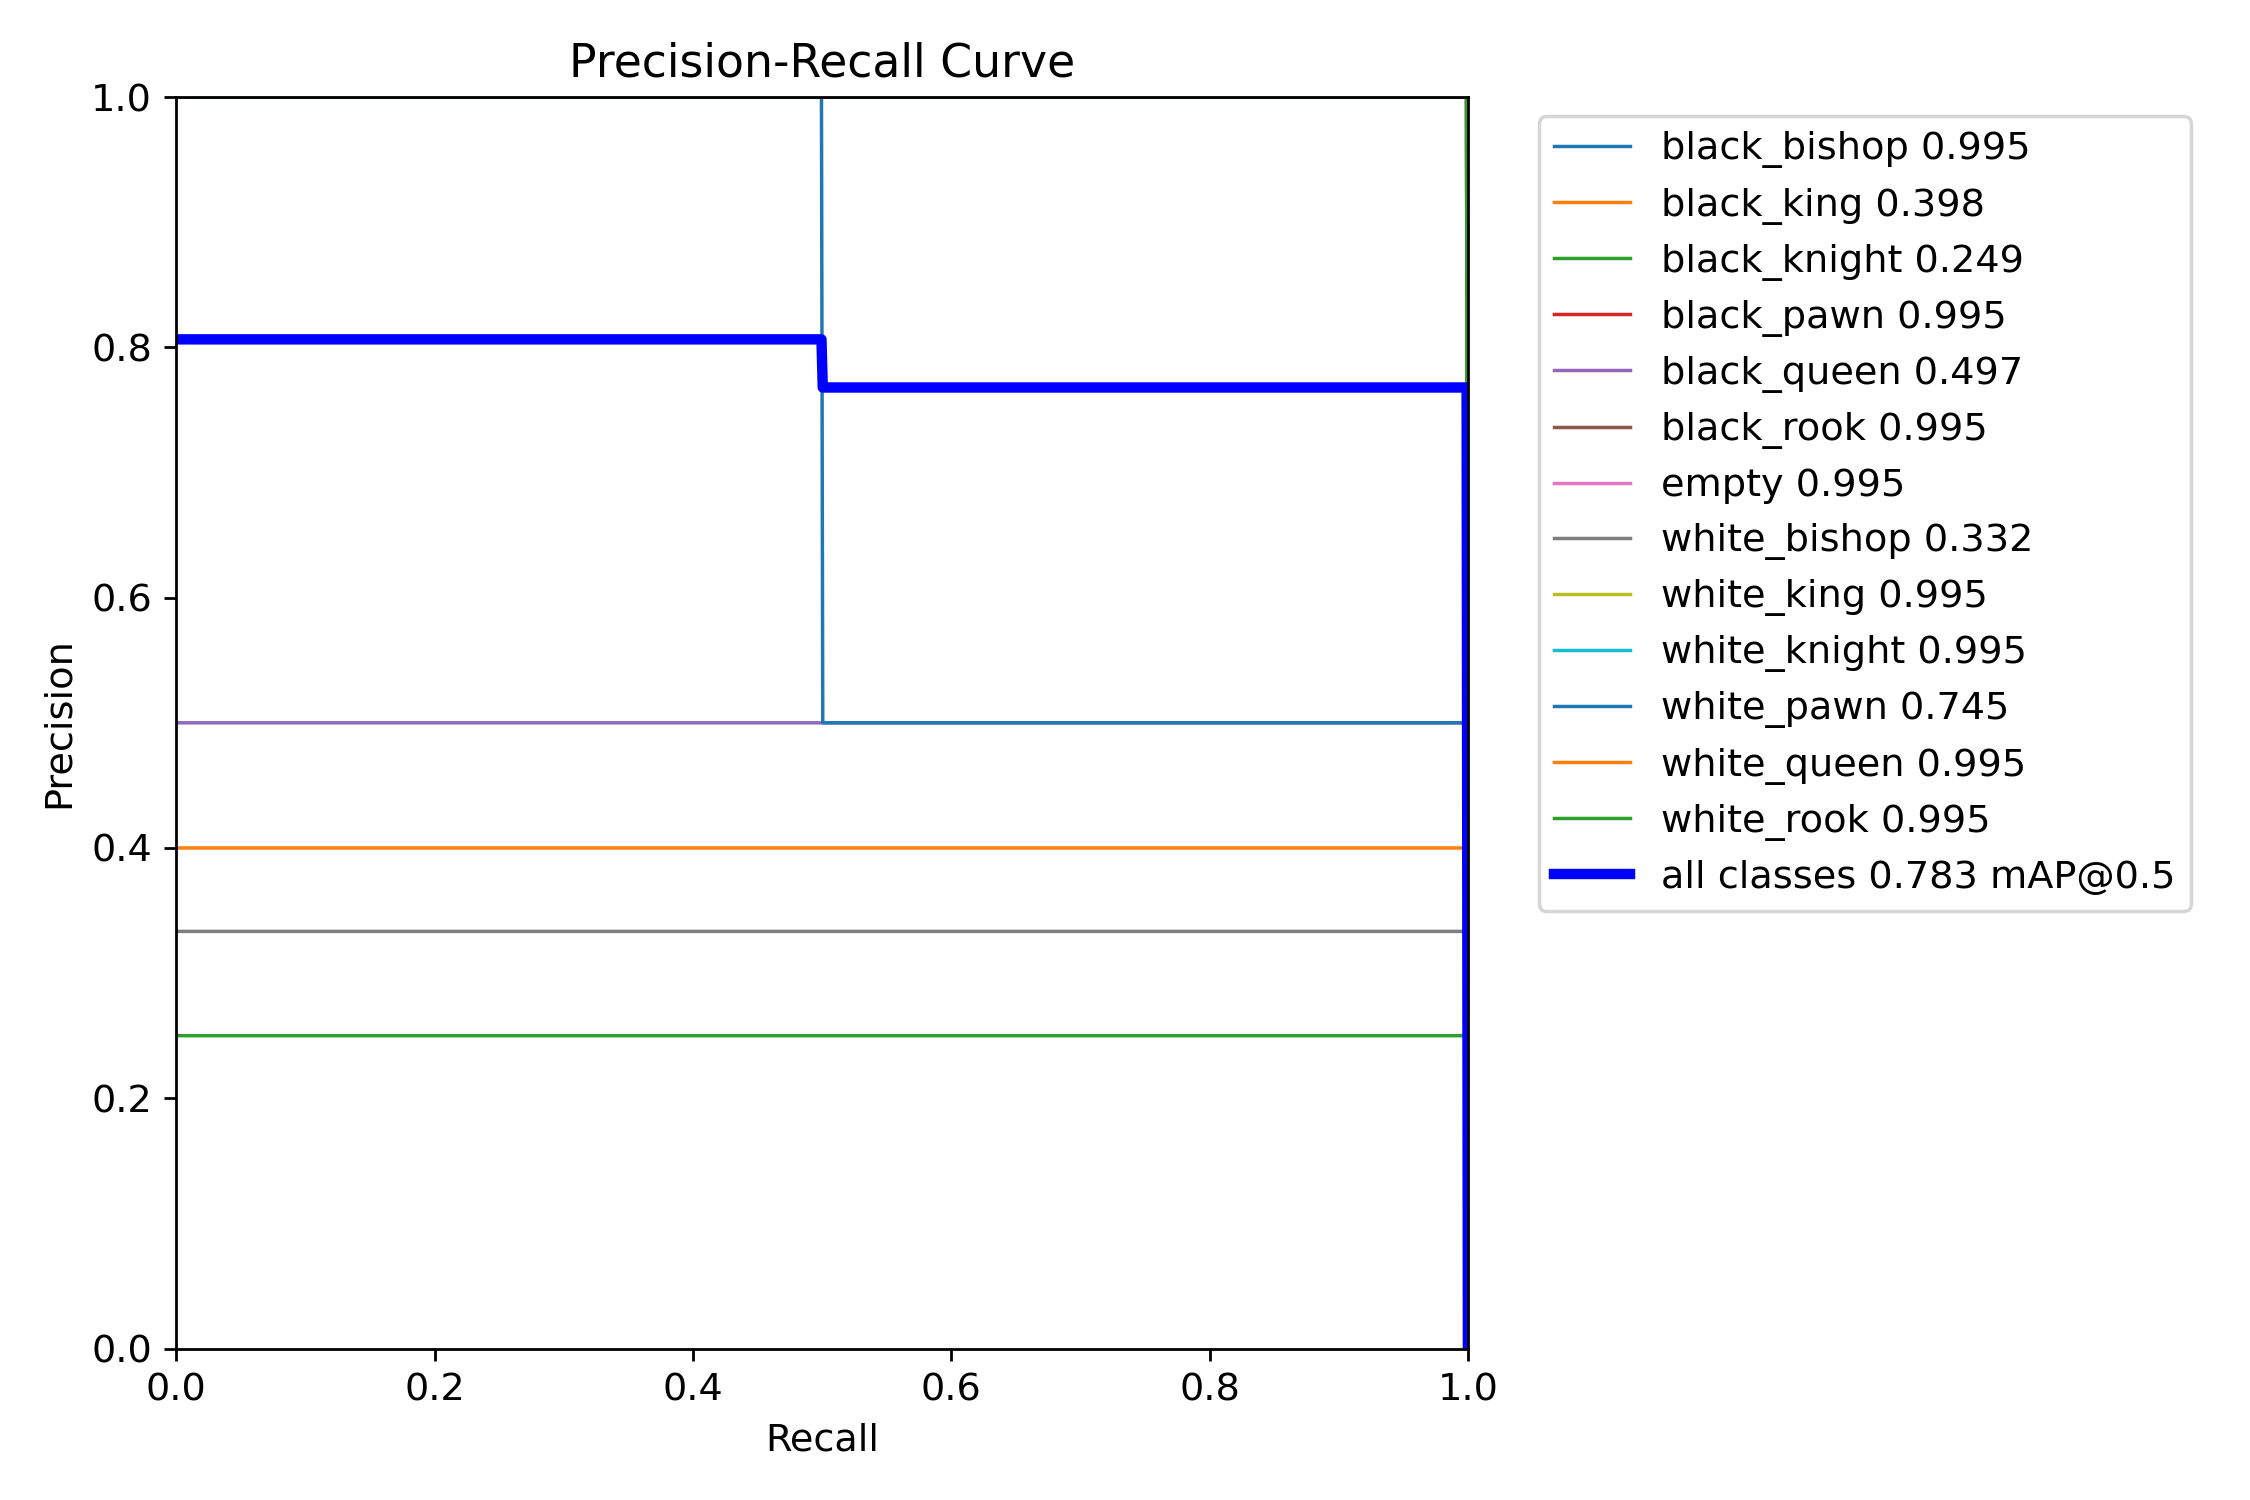 Precision-Recall Curve
1.0
0.8
0.6
0.4
0.2
0.0
Precision
0.0 0.2 0.4 0.6 0.8 1.0
Recall
black_bishop 0.995
black_king 0.398
black_knight 0.249
black_pawn 0.995
black_queen 0.497
black_rook 0.995
empty 0.995
white_bishop 0.332
white_king 0.995
white_knight 0.995
white_pawn 0.745
white_queen 0.995
white_rook 0.995
all classes 0.783 mAP@0.5